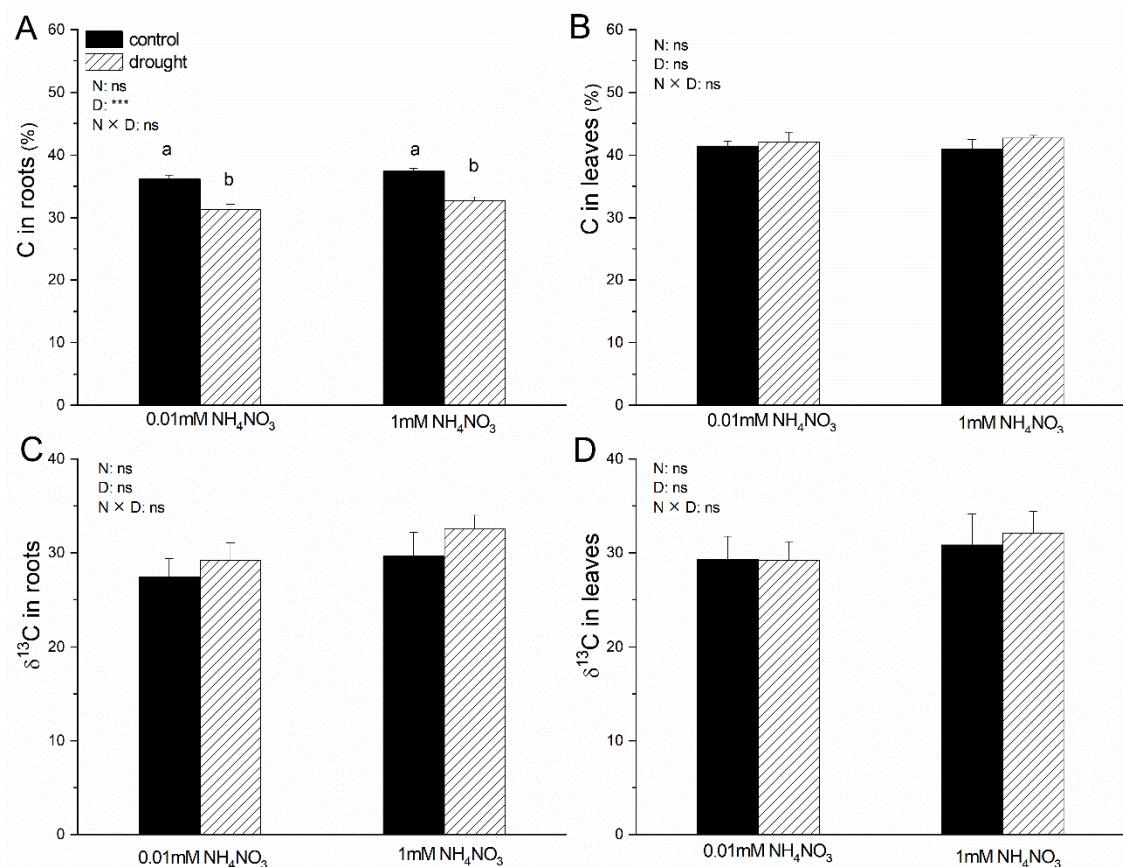 A
control
drought
N: ns
D: ***
N × D: ns
C in roots (%)
60
50
40
30
20
10
0
a
b
a
b
0.01mM NH₄NO₃
1mM NH₄NO₃
B
N: ns
D: ns
N × D: ns
C in leaves (%)
60
50
40
30
20
10
0
0.01mM NH₄NO₃
1mM NH₄NO₃
C
N: ns
D: ns
N × D: ns
δ¹³C in roots
40
30
20
10
0
0.01mM NH₄NO₃
1mM NH₄NO₃
D
N: ns
D: ns
N × D: ns
δ¹³C in leaves
40
30
20
10
0
0.01mM NH₄NO₃
1mM NH₄NO₃